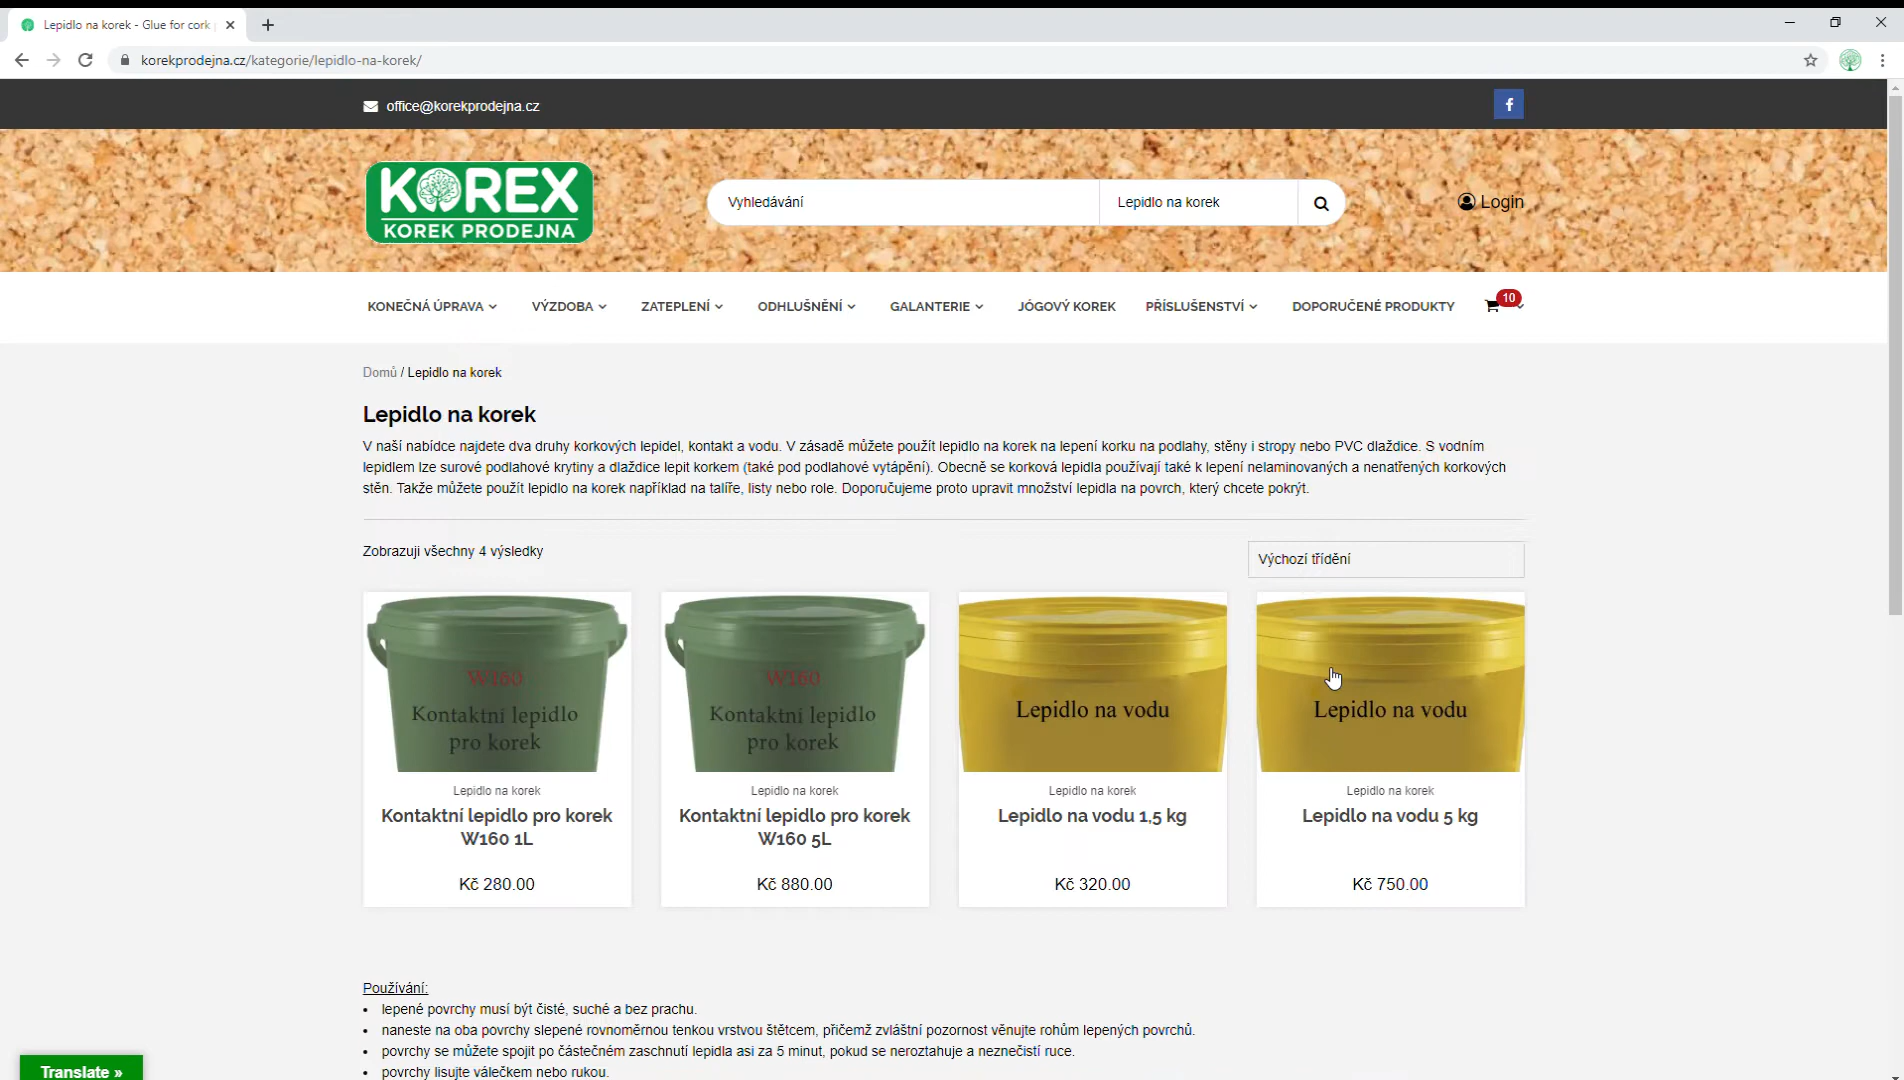 Lepidlo na korek - Glue for cork
korekprodejna.cz/kategorie/lepidlo-na-korek/
office@korekprodejna.cz
KOREX
KOREK PRODEJNA
Vyhledávání
Lepidlo na korek
Login
KONEČNÁ ÚPRAVA
VÝZDOBA
ZATEPLENÍ
ODHLUŠNĚNÍ
GALANTERIE
JÓGOVÝ KOREK
PŘÍSLUŠENSTVÍ
DOPORUČENÉ PRODUKTY
10
Domů / Lepidlo na korek
Lepidlo na korek
V naší nabídce najdete dva druhy korkových lepidel, kontakt a vodu. V zásadě můžete použít lepidlo na korek na lepení korku na podlahy, stěny i stropy nebo PVC dlaždice. S vodním
lepidlem lze surové podlahové krytiny a dlaždice lepit korkem (také pod podlahové vytápění). Obecně se korková lepidla používají také k lepení nelaminovaných a nenatřených korkových
stěn. Takže můžete použít lepidlo na korek například na talíře, listy nebo role. Doporučujeme proto upravit množství lepidla na povrch, který chcete pokrýt.
Zobrazuji všechny 4 výsledky
Výchozí třídění
W160
Kontaktní lepidlo
pro korek
Lepidlo na korek
Kontaktní lepidlo pro korek
W160 1L
Kč 280.00
W160
Kontaktní lepidlo
pro korek
Lepidlo na korek
Kontaktní lepidlo pro korek
W160 5L
Kč 880.00
Lepidlo na vodu
Lepidlo na korek
Lepidlo na vodu 1,5 kg
Kč 320.00
Lepidlo na vodu
Lepidlo na korek
Lepidlo na vodu 5 kg
Kč 750.00
Používání:
• lepené povrchy musí být čisté, suché a bez prachu.
• naneste na oba povrchy slepené rovnoměrnou tenkou vrstvou štětcem, přičemž zvláštní pozornost věnujte rohům lepených povrchů.
• povrchy se můžete spojit po částečném zaschnutí lepidla asi za 5 minut, pokud se neroztahuje a neznečistí ruce.
• povrchy lisujte válečkem nebo rukou.
Translate »